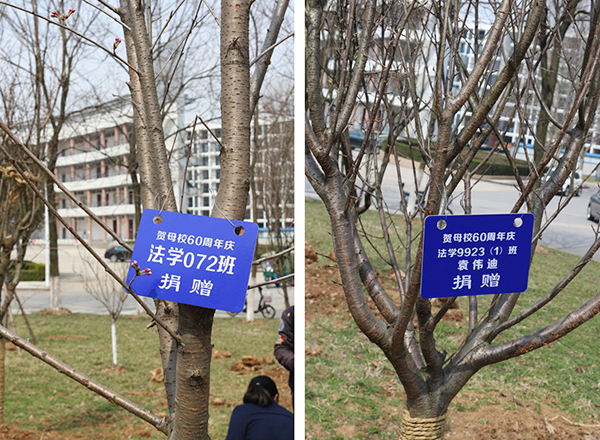 贺母校60周年庆
法学072班
捐赠
贺母校60周年庆
法学9923（1）班
袁伟迪
捐赠